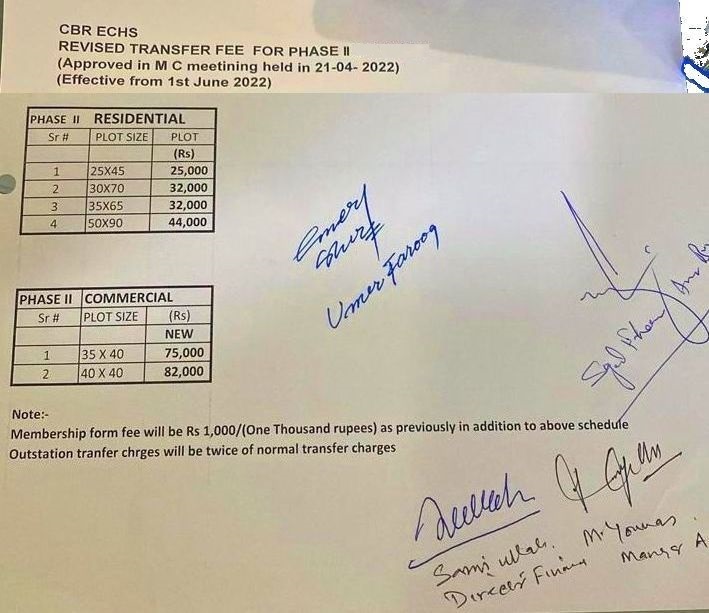 CBR ECHS
REVISED TRANSFER FEE FOR PHASE II
(Approved in M C meetining held in 21-04- 2022)
(Effective from 1st June 2022)
PHASE II RESIDENTIAL
Sr # PLOT SIZE PLOT
(Rs)
1 25X45 25,000
2 30X70 32,000
3 35X65 32,000
4 50X90 44,000
Umer Farooq
PHASE II COMMERCIAL
Sr # PLOT SIZE (Rs)
NEW
1 35 X 40 75,000
2 40 X 40 82,000
Note:-
Membership form fee will be Rs 1,000/(One Thousand rupees) as previously in addition to above schedule
Outstation tranfer chrges will be twice of normal transfer charges
Sami ullah. M. Younas